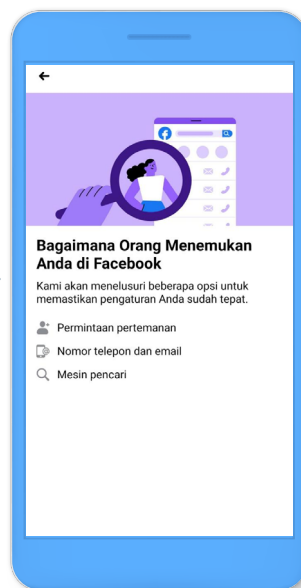 Bagaimana Orang Menemukan
Anda di Facebook
Kami akan menelusuri beberapa opsi untuk
memastikan pengaturan Anda sudah tepat.
Permintaan pertemanan
Nomor telepon dan email
Mesin pencari